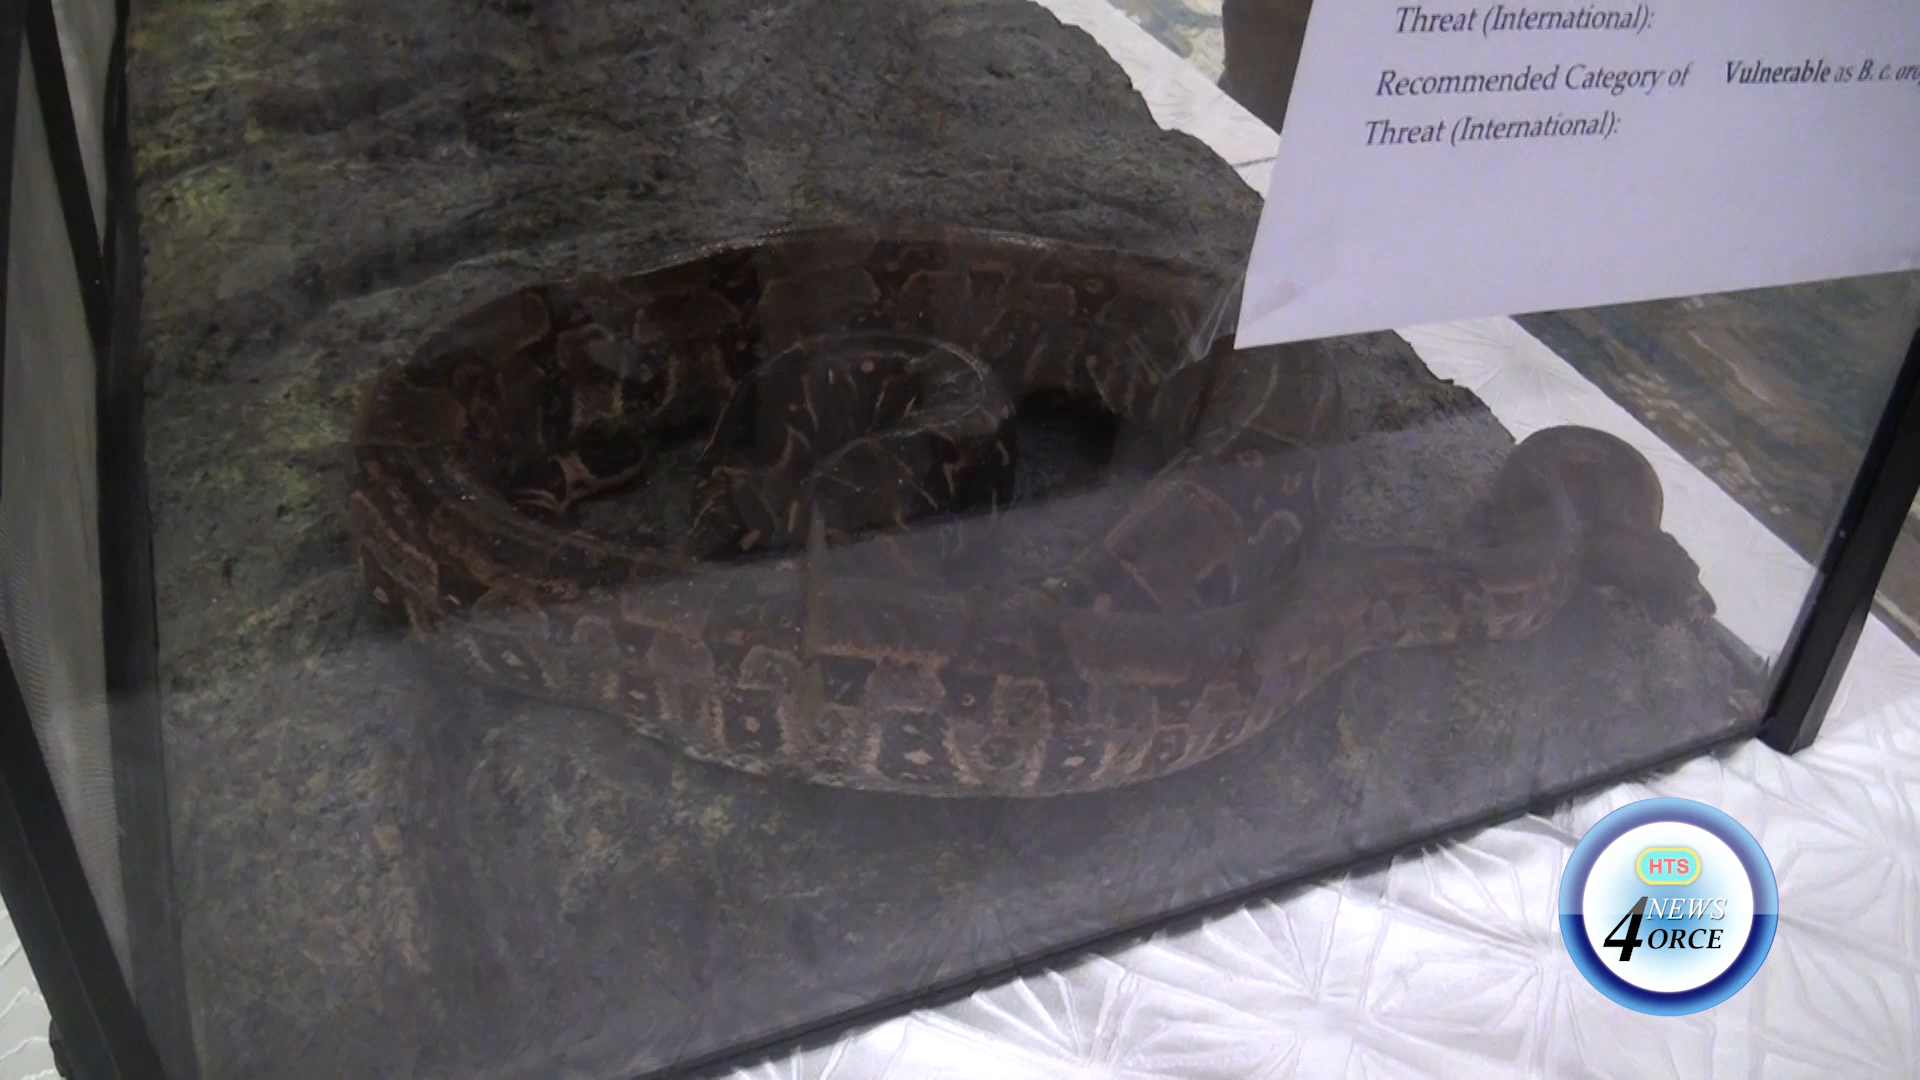 Threat (International):
Recommended Category of Vulnerable as B. c.
Threat (International):
HTS
NEWS
4ORCE